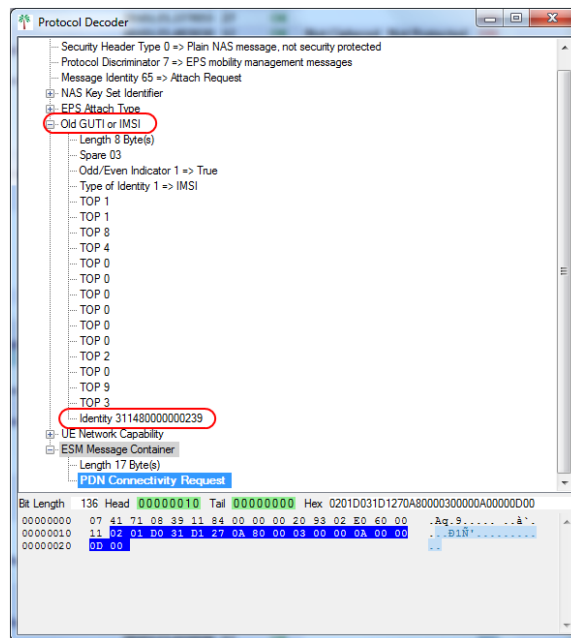 Protocol Decoder
Security Header Type 0 => Plain NAS message, not security protected
Protocol Discriminator 7 => EPS mobility management messages
Message Identity 65 => Attach Request
NAS Key Set Identifier
EPS Attach Type
Old GUTI or IMSI
Length 8 Byte(s)
Spare 03
Odd/Even Indicator 1 => True
Type of Identity 1 => IMSI
TOP 1
TOP 1
TOP 8
TOP 4
TOP 0
TOP 0
TOP 0
TOP 0
TOP 0
TOP 0
TOP 2
TOP 0
TOP 9
TOP 3
Identity 311480000000239
UE Network Capability
ESM Message Container
Length 17 Byte(s)
PDN Connectivity Request
Bit Length 136 Head 00000010 Tail 00000000 Hex 0201D031D1270A80000300000A00000D00
00000000 07 41 71 08 39 11 84 00 00 00 20 93 02 E0 60 00 .Aq.9..... ..à`.
00000010 11 02 01 D0 31 D1 27 0A 80 00 03 00 00 0A 00 00 ...Ð1Ñ'.........
00000020 0D 00 ..